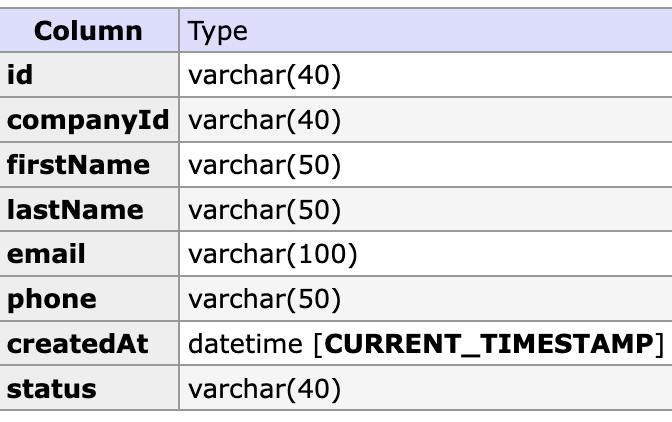 Column Type
id varchar(40)
companyId varchar(40)
firstName varchar(50)
lastName varchar(50)
email varchar(100)
phone varchar(50)
createdAt datetime [CURRENT_TIMESTAMP]
status varchar(40)